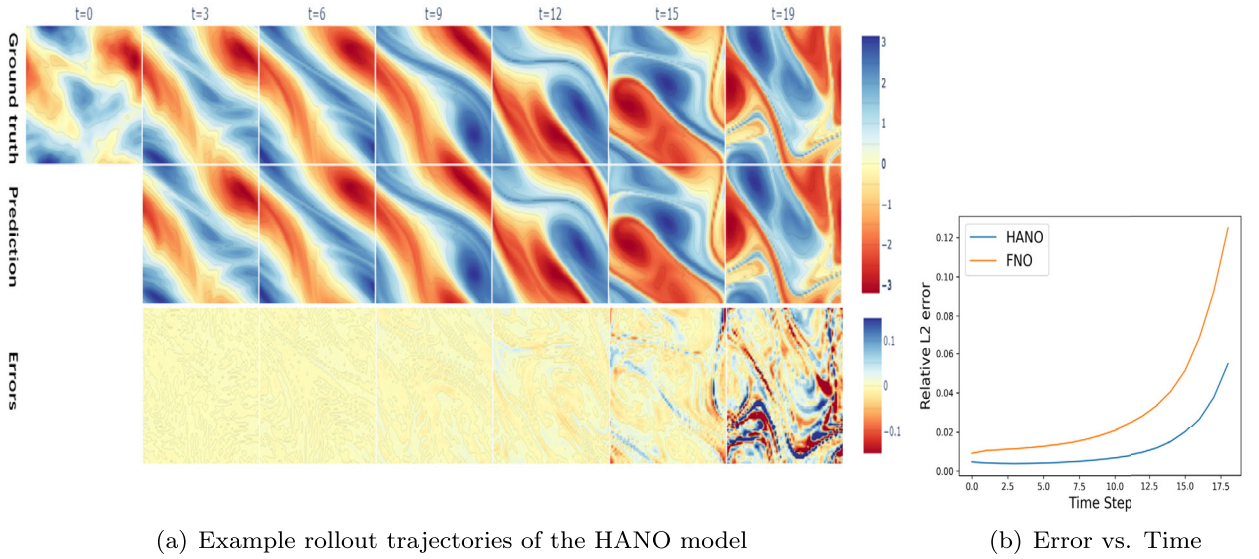 t=0 t=3 t=6 t=9 t=12 t=15 t=19
Ground truth
3
2
1
0
−1
−2
−3
Prediction
Errors
0.1
0
−0.1
HANO
FNO
Relative L2 error
0.12
0.10
0.08
0.06
0.04
0.02
0.00
0.0 2.5 5.0 7.5 10.0 12.5 15.0 17.5
Time Step
(a) Example rollout trajectories of the HANO model
(b) Error vs. Time